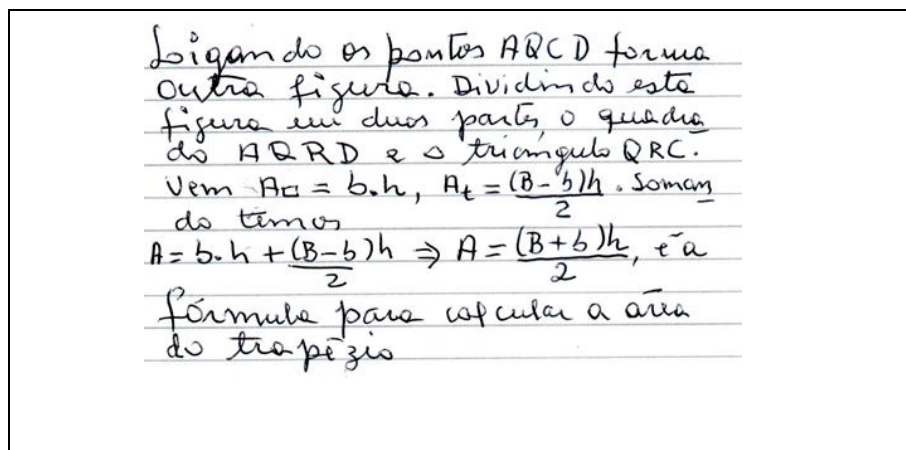 Ligando os pontos AQCD forma
outra figura. Dividindo esta
figura em duas partes, o quadra
do AQRD e o triângulo QRC.
Vem A□ = b.h, At = (B-b)h/2 . Soman
do temos
A = b.h + (B-b)h/2 ⇒ A = (B+b)h/2, é a
fórmula para calcular a área
do trapézio